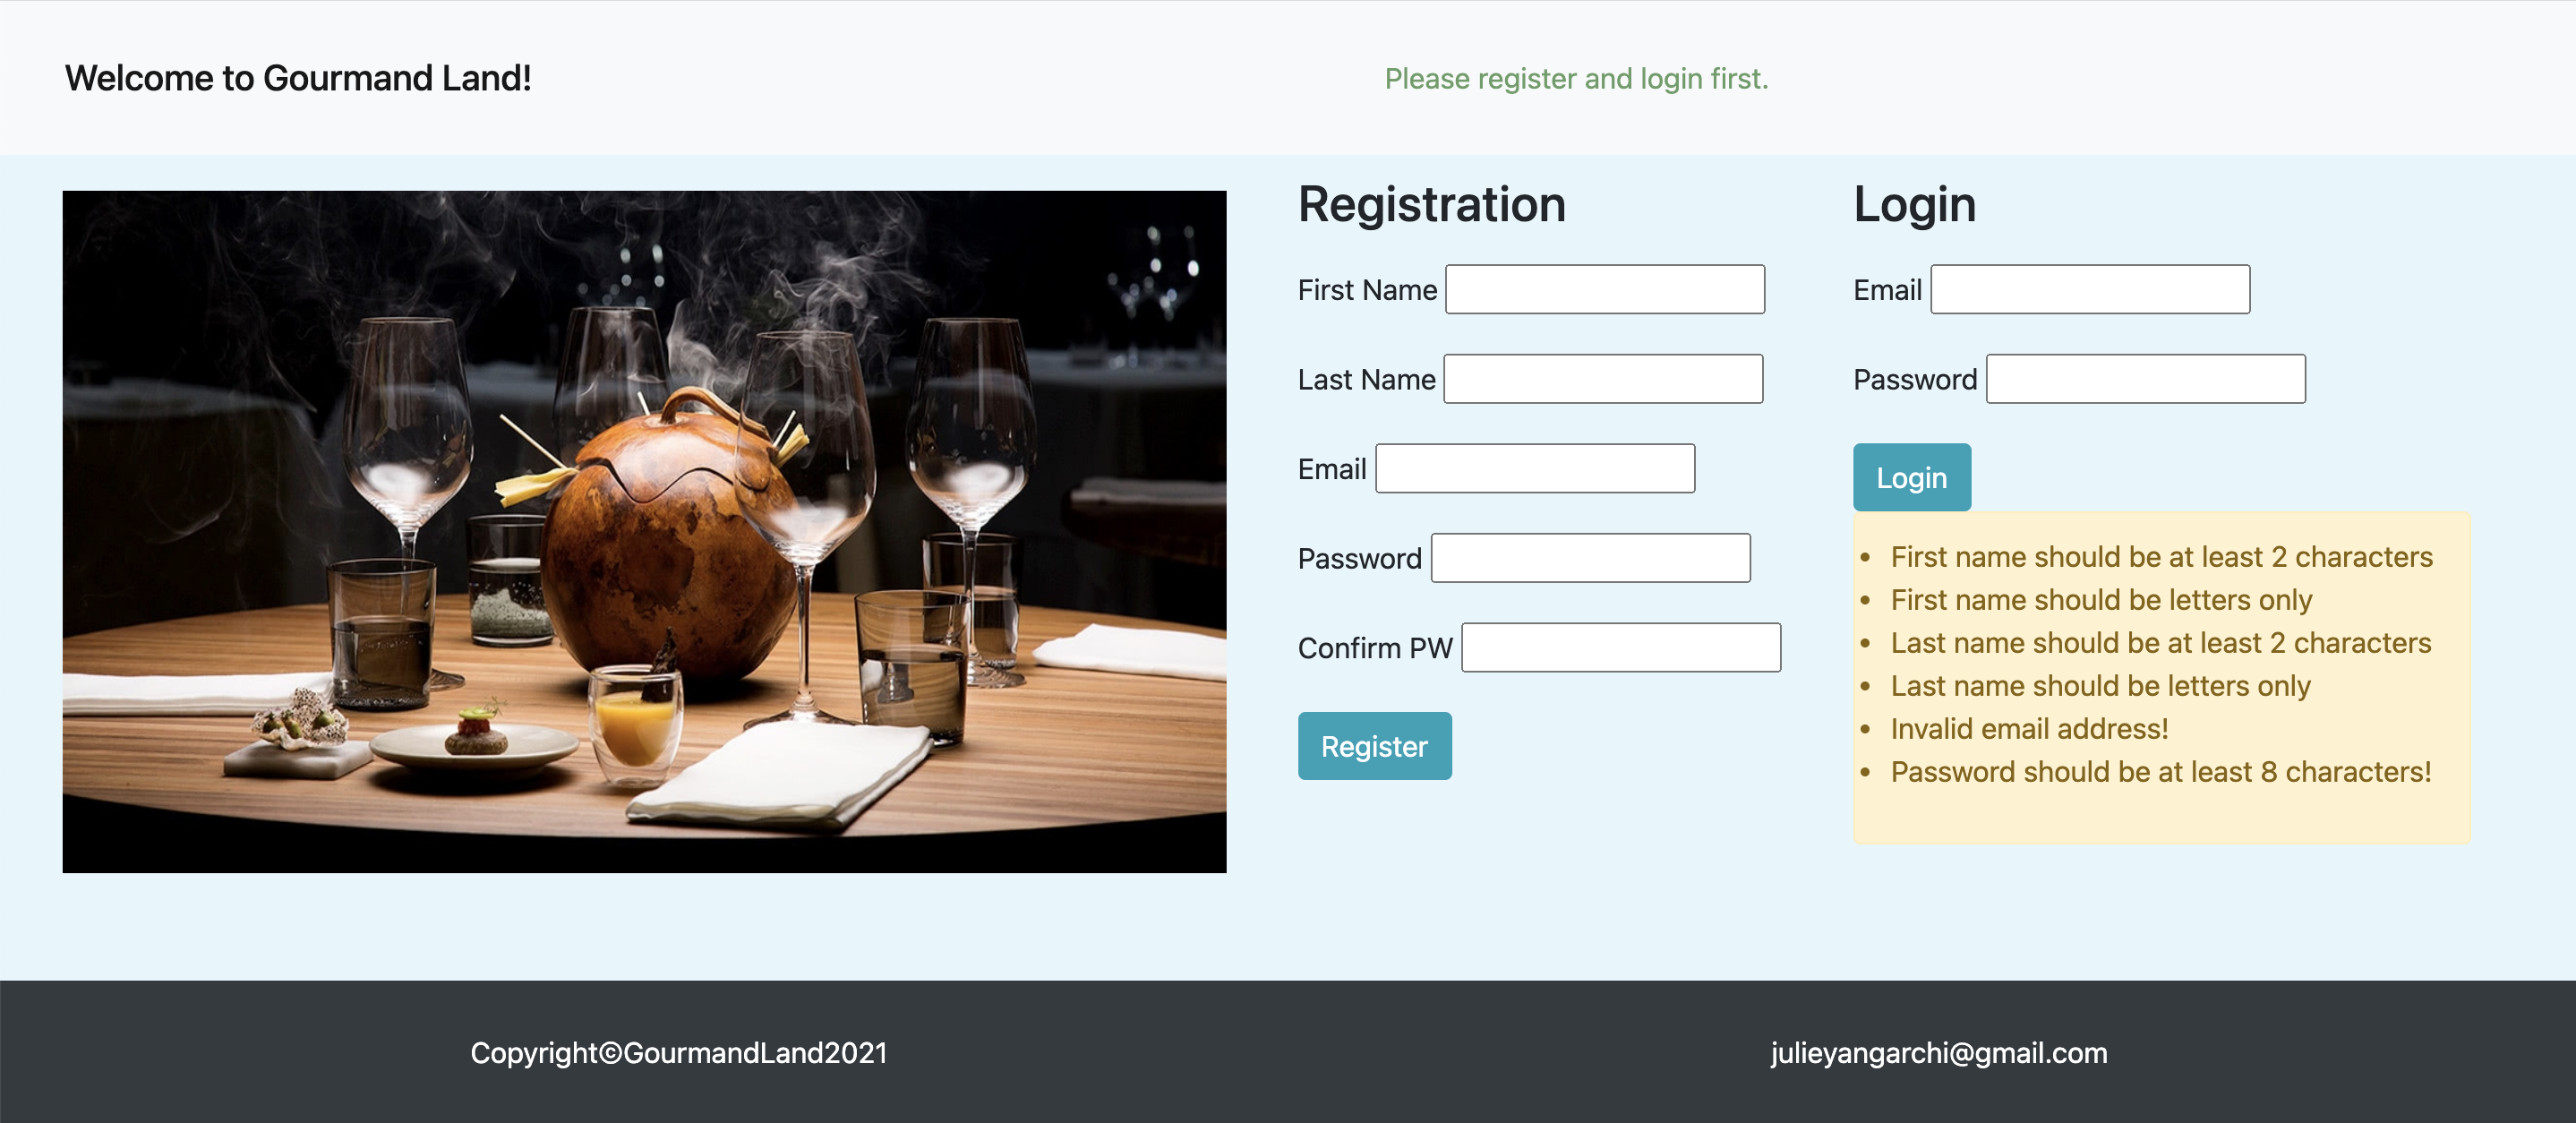 Welcome to Gourmand Land!
Please register and login first.
Registration
First Name
Last Name
Email
Password
Confirm PW
Register
Login
Email
Password
Login
• First name should be at least 2 characters
• First name should be letters only
• Last name should be at least 2 characters
• Last name should be letters only
• Invalid email address!
• Password should be at least 8 characters!
Copyright©GourmandLand2021
julieyangarchi@gmail.com